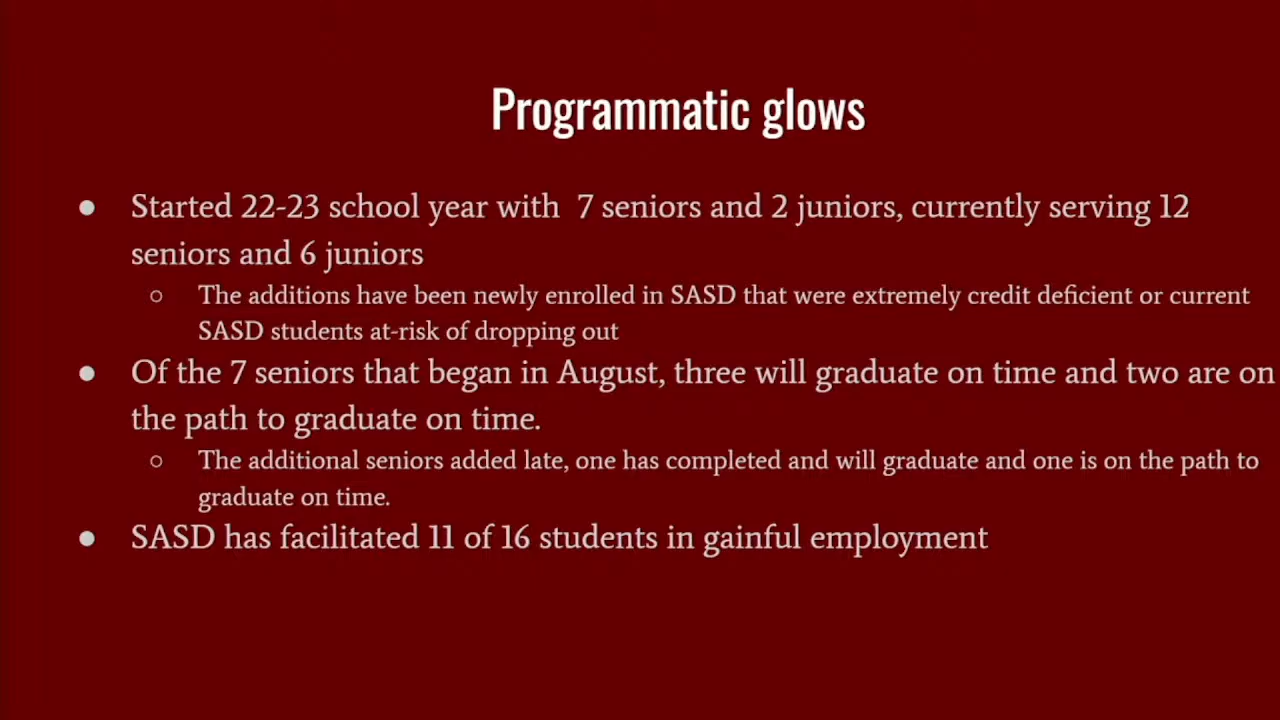 Programmatic glows
● Started 22-23 school year with 7 seniors and 2 juniors, currently serving 12
seniors and 6 juniors
○ The additions have been newly enrolled in SASD that were extremely credit deficient or current
SASD students at-risk of dropping out
● Of the 7 seniors that began in August, three will graduate on time and two are on
the path to graduate on time.
○ The additional seniors added late, one has completed and will graduate and one is on the path to
graduate on time.
● SASD has facilitated 11 of 16 students in gainful employment